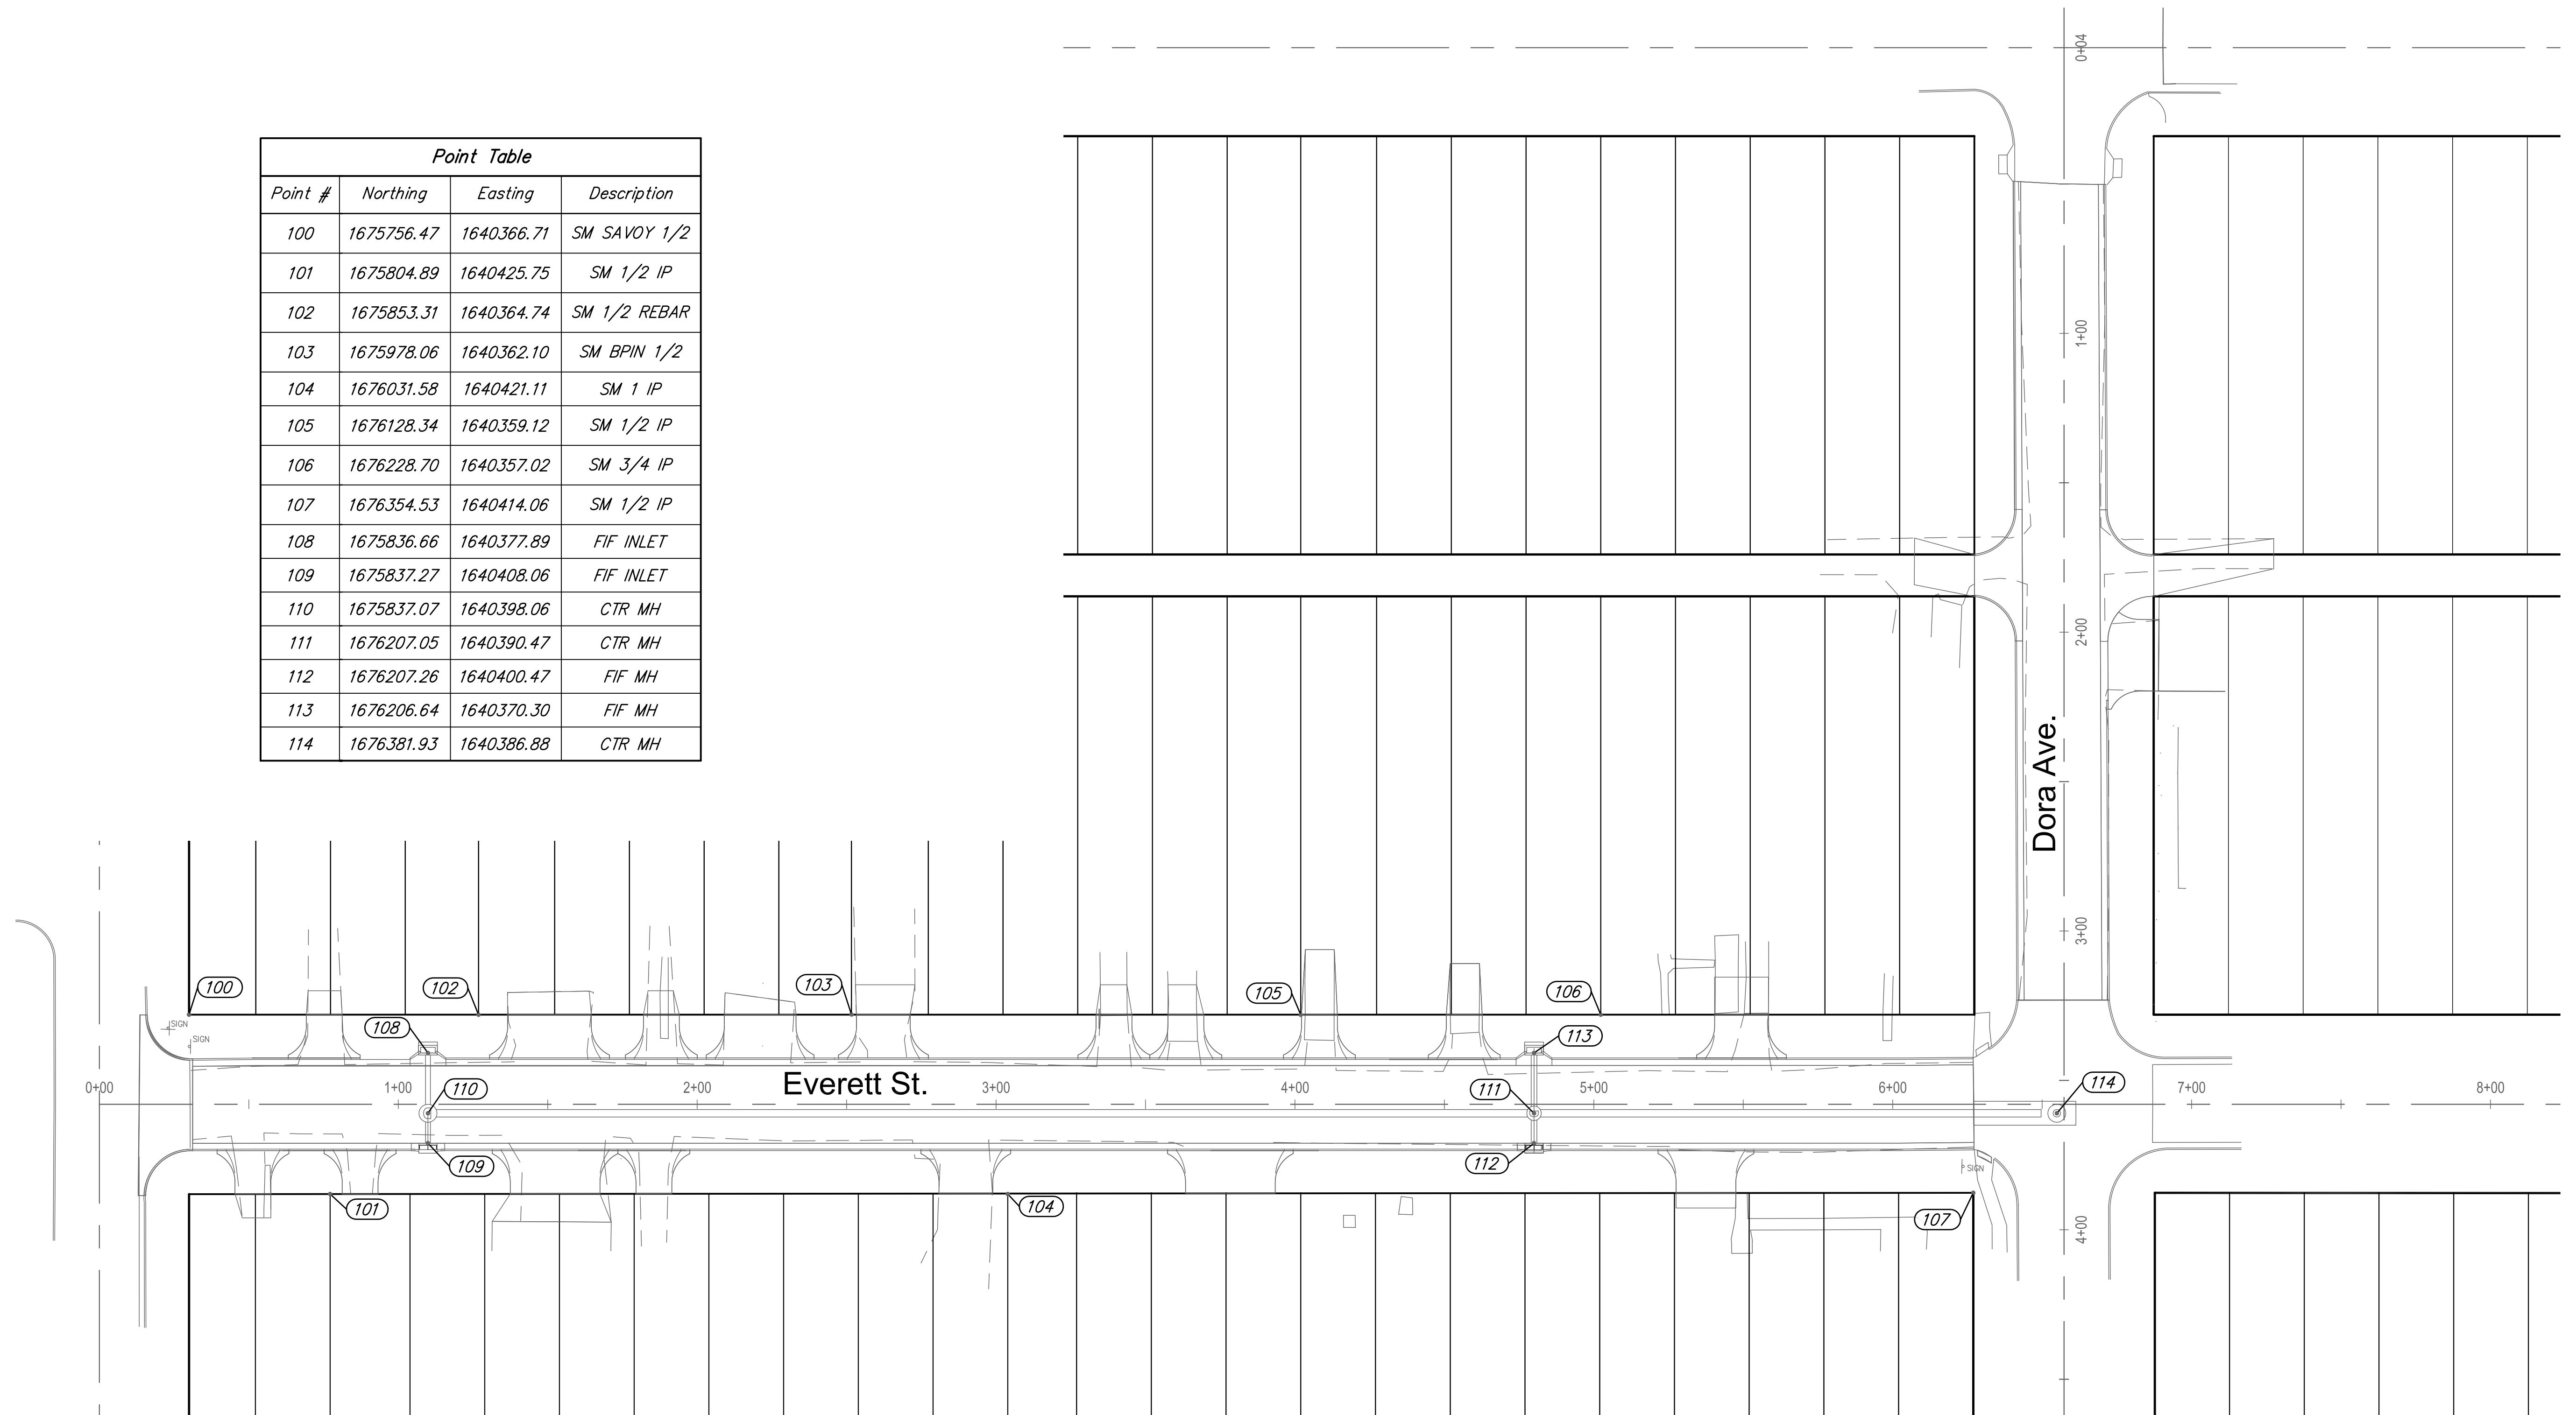 Point Table
Point # Northing Easting Description
100 1675756.47 1640366.71 SM SAVOY 1/2
101 1675804.89 1640425.75 SM 1/2 IP
102 1675853.31 1640364.74 SM 1/2 REBAR
103 1675978.06 1640362.10 SM BPIN 1/2
104 1676031.58 1640421.11 SM 1 IP
105 1676128.34 1640359.12 SM 1/2 IP
106 1676228.70 1640357.02 SM 3/4 IP
107 1676354.53 1640414.06 SM 1/2 IP
108 1675836.66 1640377.89 FIF INLET
109 1675837.27 1640408.06 FIF INLET
110 1675837.07 1640398.06 CTR MH
111 1676207.05 1640390.47 CTR MH
112 1676207.26 1640400.47 FIF MH
113 1676206.64 1640370.30 FIF MH
114 1676381.93 1640386.88 CTR MH
0+04
1+00
2+00
Dora Ave.
3+00
4+00
100
102
103
105
106
SIGN
SIGN
108
113
0+00
1+00
2+00
Everett St.
3+00
4+00
5+00
6+00
7+00
8+00
110
111
114
109
112
SIGN
101
104
107